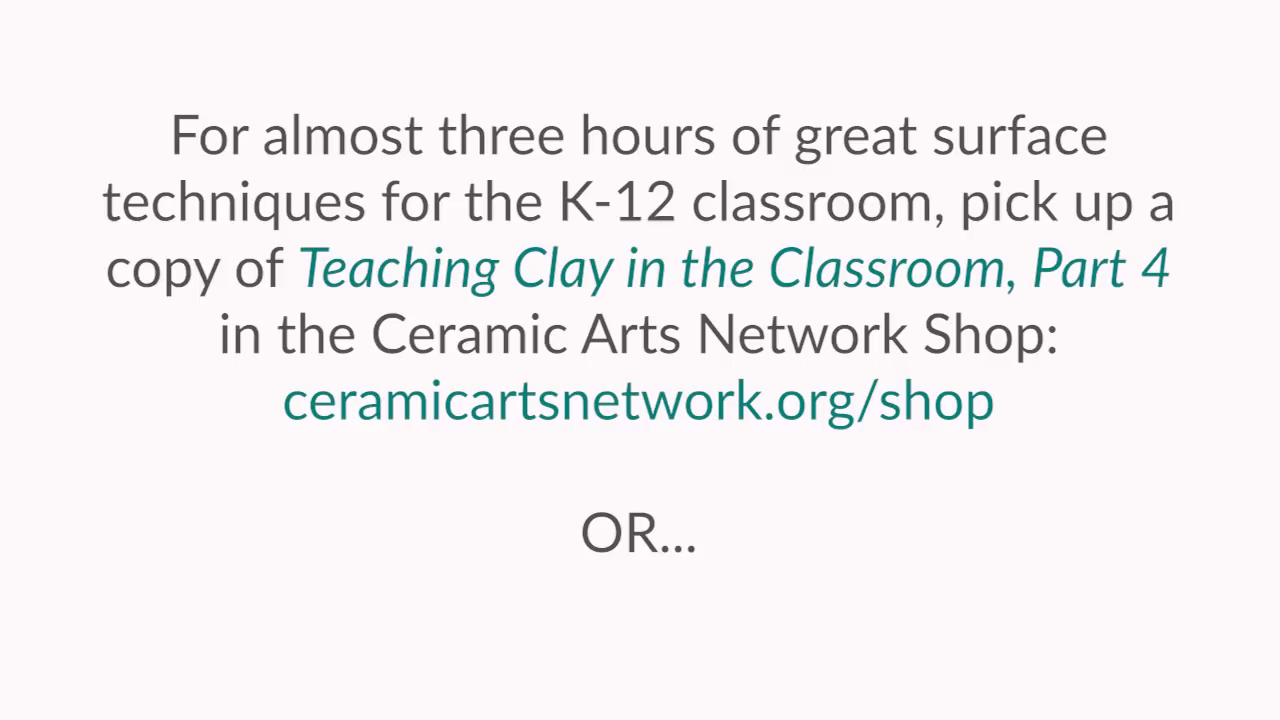 For almost three hours of great surface
techniques for the K-12 classroom, pick up a
copy of Teaching Clay in the Classroom, Part 4
in the Ceramic Arts Network Shop:
ceramicartsnetwork.org/shop
OR...